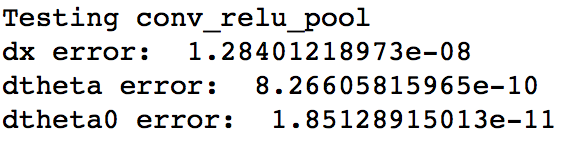 Testing conv_relu_pool
dx error:  1.28401218973e-08
dtheta error:  8.26605815965e-10
dtheta0 error:  1.85128915013e-11